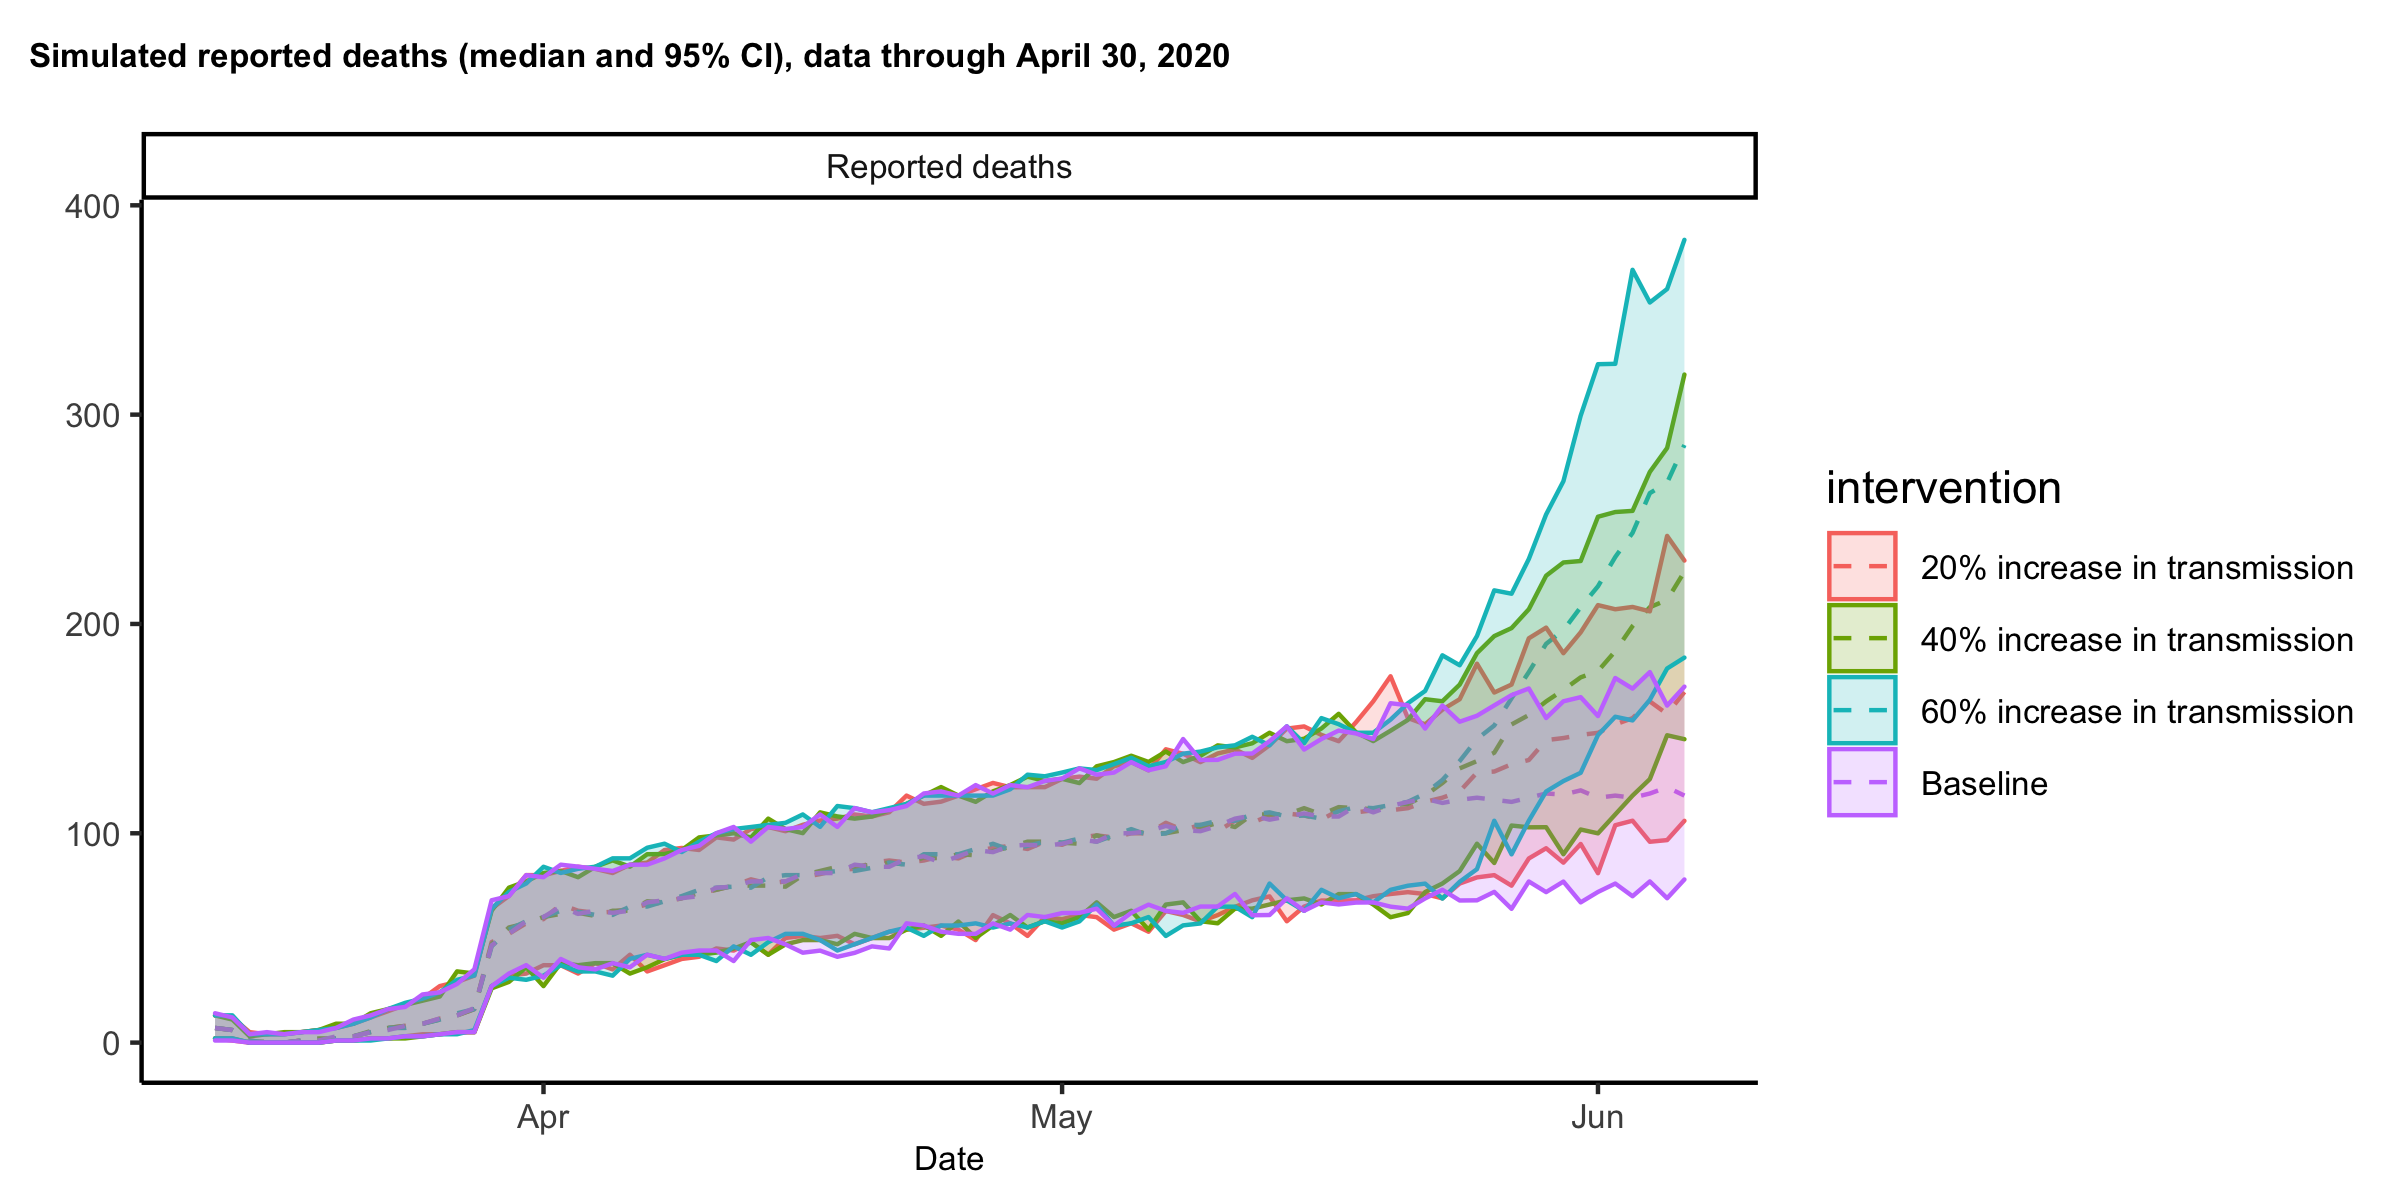 Simulated reported deaths (median and 95% CI), data through April 30, 2020
Reported deaths
400
300
200
100
0
Apr May Jun
Date
intervention
20% increase in transmission
40% increase in transmission
60% increase in transmission
Baseline